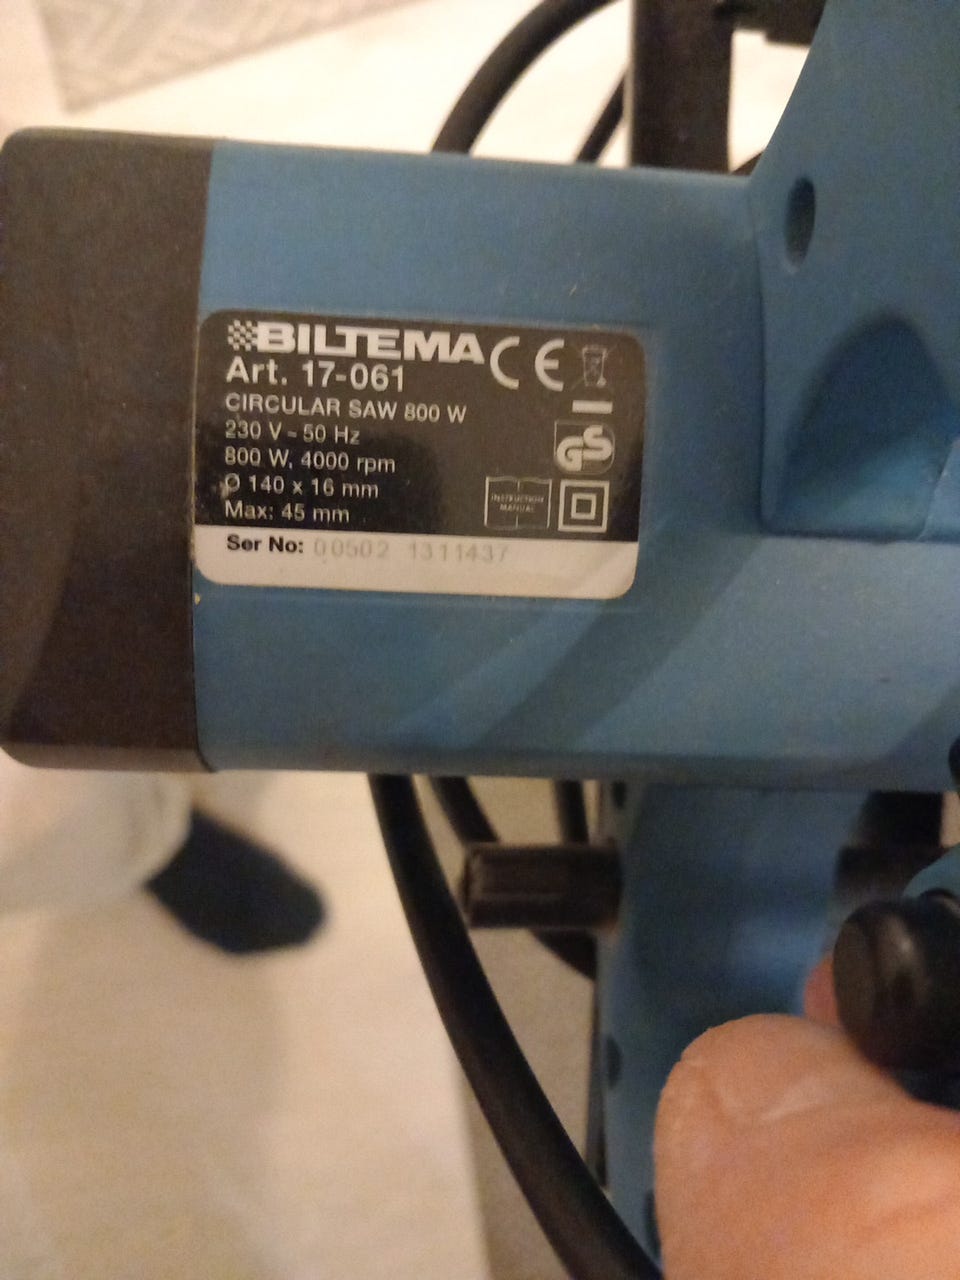 BILTEMA
Art. 17-061
CIRCULAR SAW 800 W
230 V ~ 50 Hz
800 W, 4000 rpm
Ø 140 x 16 mm
Max: 45 mm
Ser No: 00502 1311437
CE
GS
INSTRUCTION
MANUAL